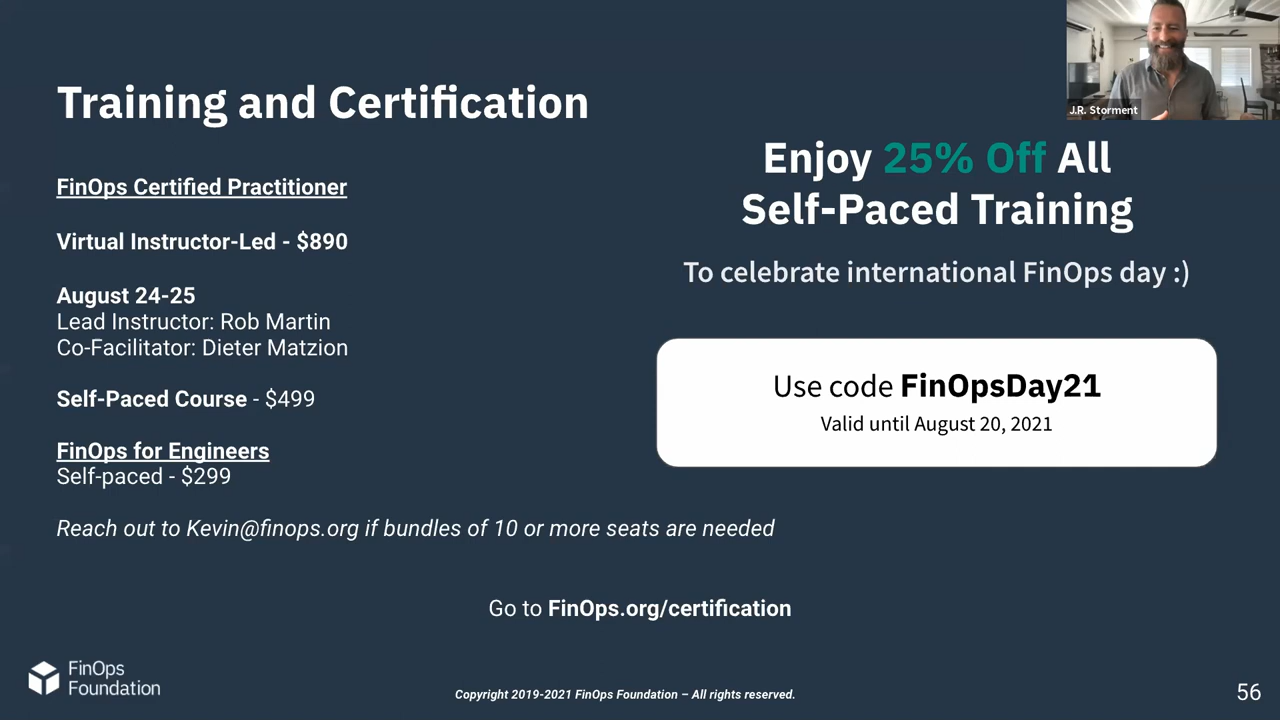 J.R. Storment
Training and Certification
FinOps Certified Practitioner
Virtual Instructor-Led - $890
August 24-25
Lead Instructor: Rob Martin
Co-Facilitator: Dieter Matzion
Self-Paced Course - $499
FinOps for Engineers
Self-paced - $299
Reach out to Kevin@finops.org if bundles of 10 or more seats are needed
Enjoy 25% Off All
Self-Paced Training
To celebrate international FinOps day :)
Use code FinOpsDay21
Valid until August 20, 2021
Go to FinOps.org/certification
FinOps
Foundation
Copyright 2019-2021 FinOps Foundation – All rights reserved.
56